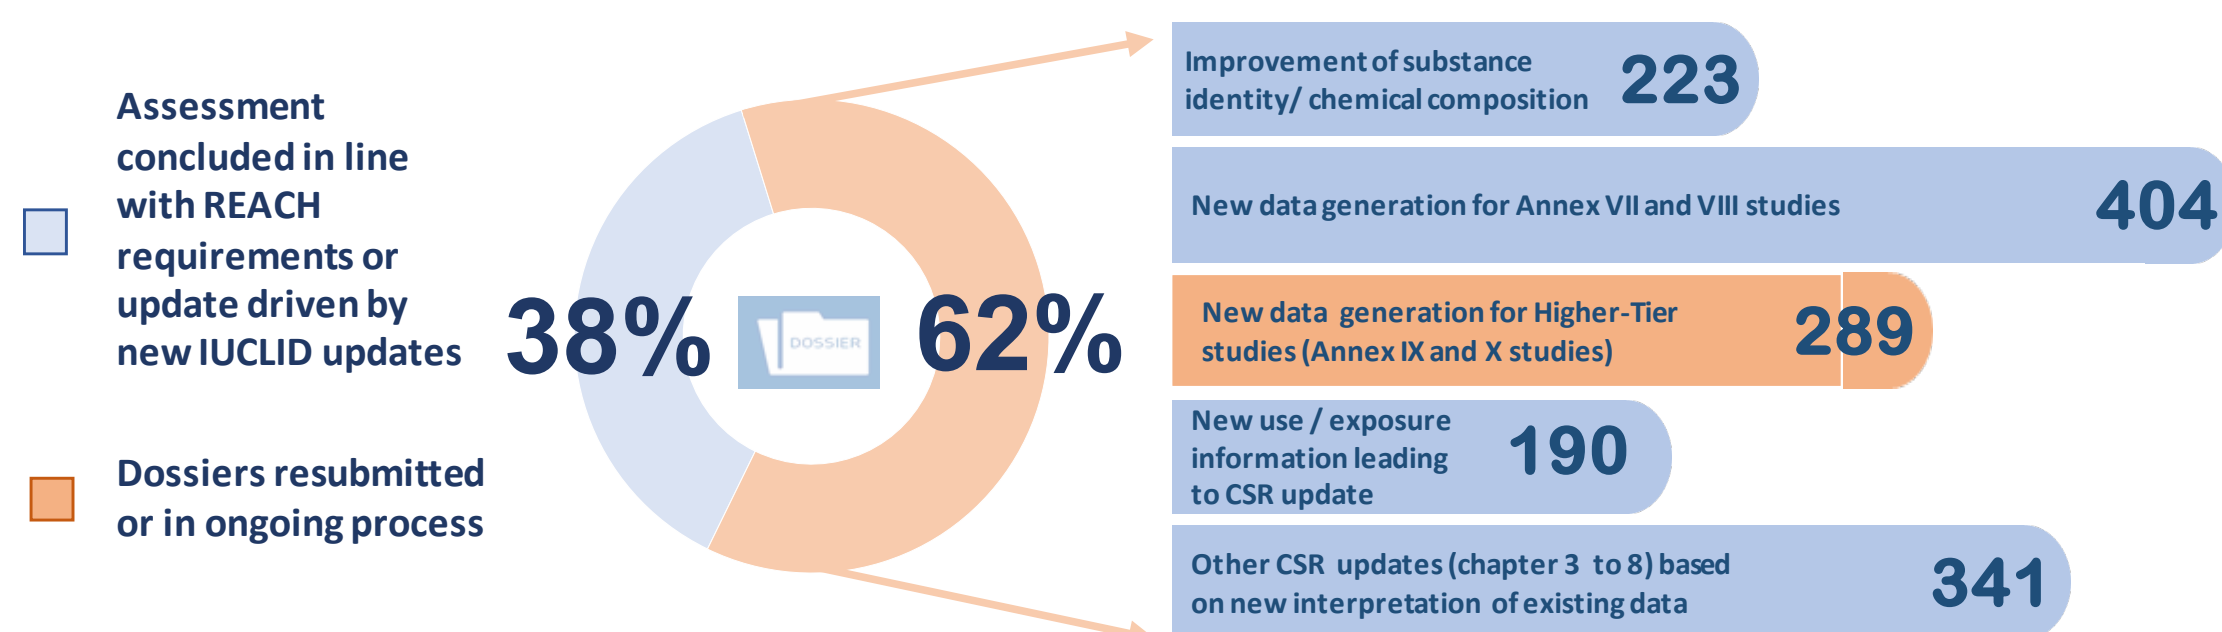 Assessment
concluded in line
with REACH
requirements or
update driven by
new IUCLID updates
Dossiers resubmitted
or in ongoing process
38%
DOSSIER
62%
Improvement of substance
identity/ chemical composition
223
New data generation for Annex VII and VIII studies
404
New data generation for Higher-Tier
studies (Annex IX and X studies)
289
New use / exposure
information leading
to CSR update
190
Other CSR updates (chapter 3 to 8) based
on new interpretation of existing data
341